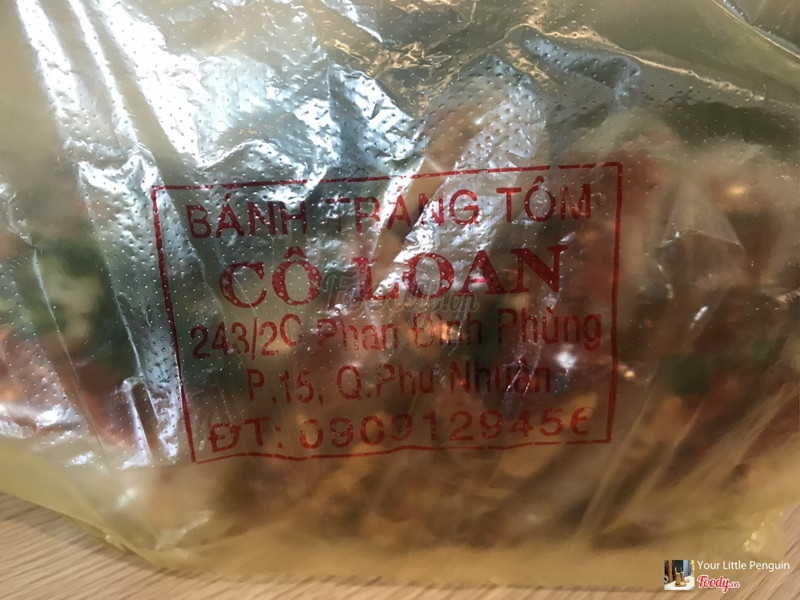 BÁNH TRÁNG TÔM
CÔ LOAN
243/2C Phan Đình Phùng
P.15, Q.Phú Nhuận
ĐT: 0909129456
Your Little Penguin
Foody.vn